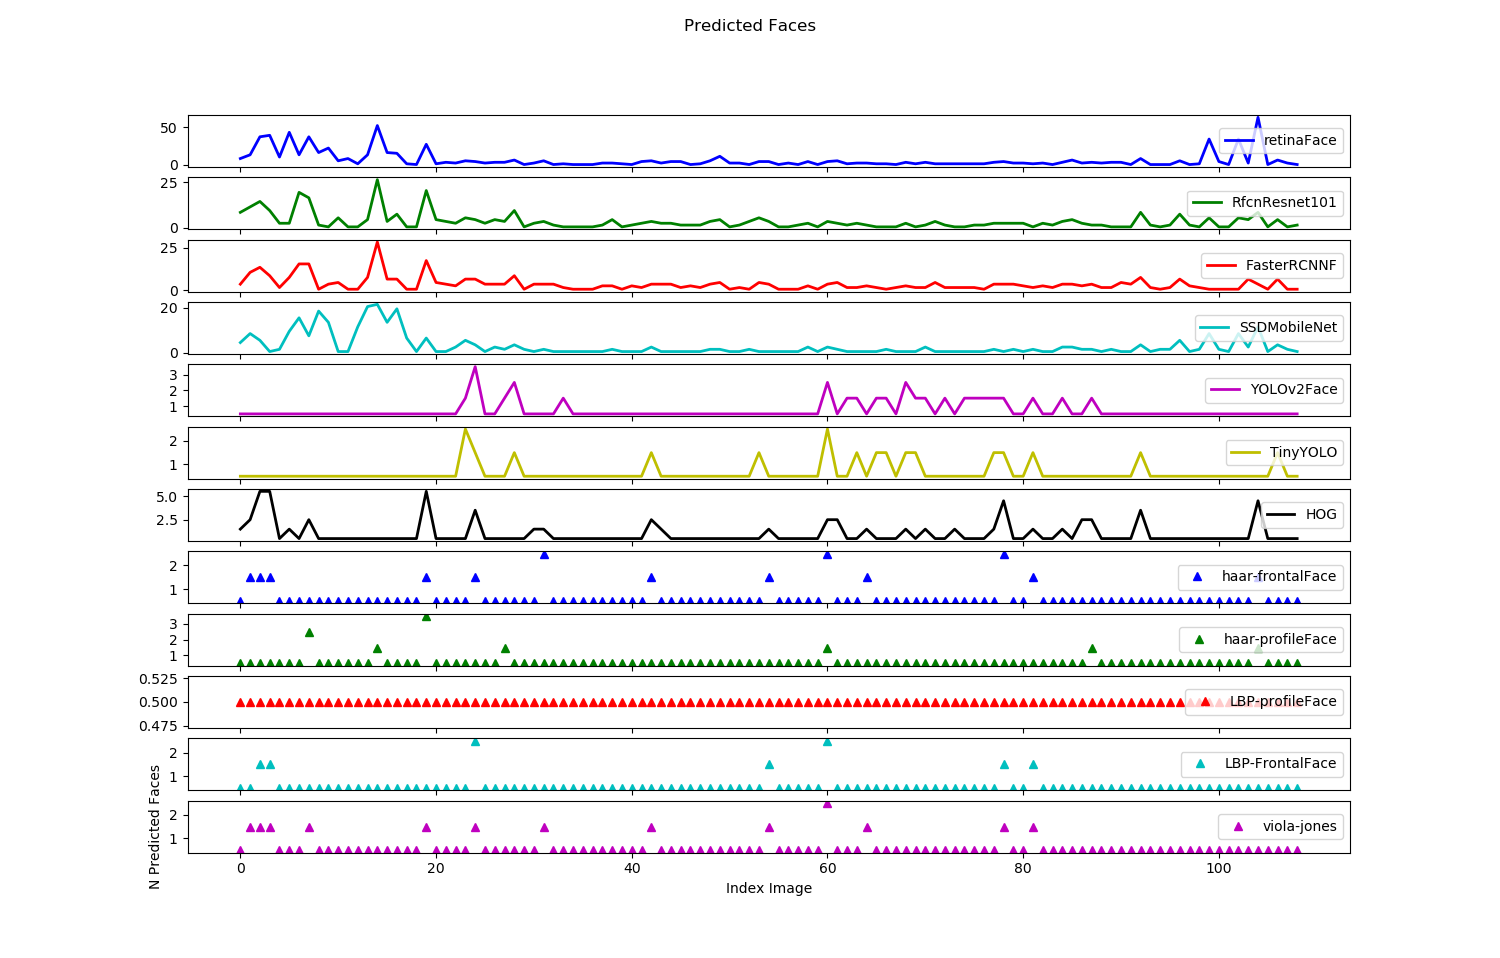 Predicted Faces
50
0
retinaFace
25
0
RfcnResnet101
25
0
FasterRCNNF
20
0
SSDMobileNet
3
2
1
YOLOv2Face
2
1
TinyYOLO
5.0
2.5
HOG
2
1
haar-frontalFace
3
2
1
haar-profileFace
0.525
0.500
0.475
LBP-profileFace
2
1
LBP-FrontalFace
2
1
viola-jones
N Predicted Faces
0 20 40 60 80 100
Index Image